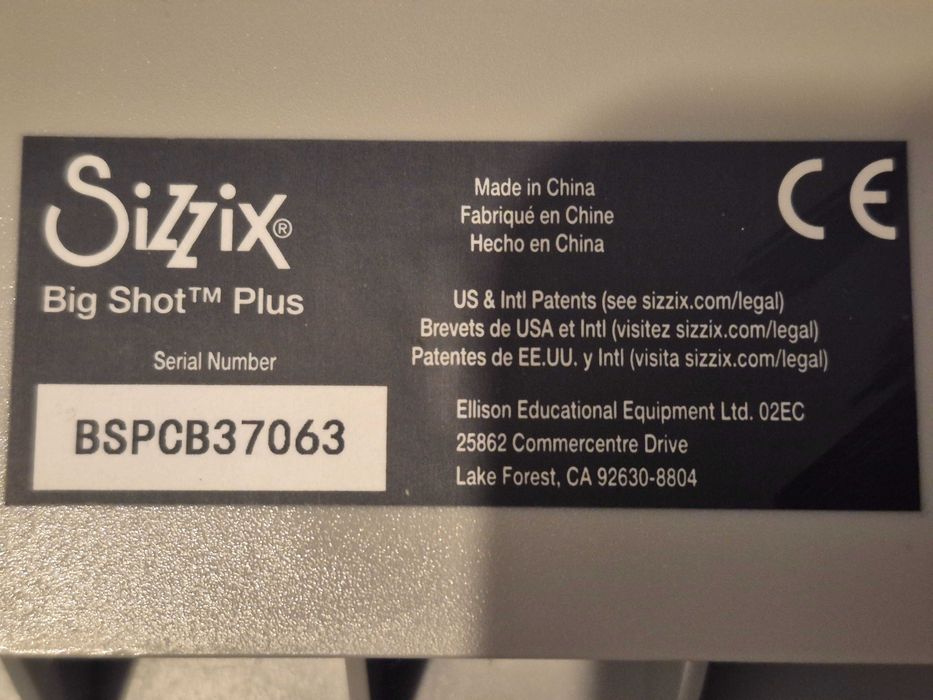 Sizzix®
Big Shot™ Plus
Serial Number
BSPCB37063
Made in China
Fabriqué en Chine
Hecho en China
CE
US & Intl Patents (see sizzix.com/legal)
Brevets de USA et Intl (visitez sizzix.com/legal)
Patentes de EE.UU. y Intl (visita sizzix.com/legal)
Ellison Educational Equipment Ltd. 02EC
25862 Commercentre Drive
Lake Forest, CA 92630-8804